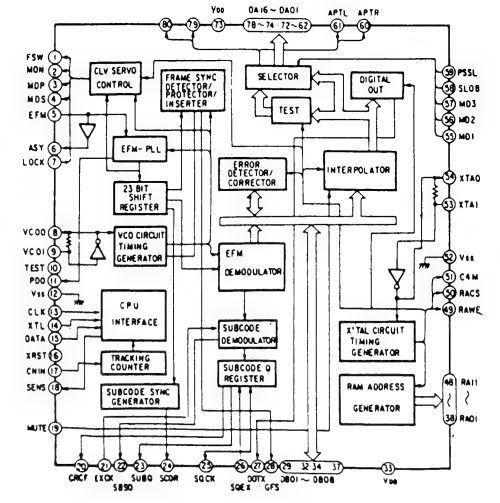 80 79 VDD 73 DA16~DA01 78~74 72~62 APTL 61 APTR 60
FSW 1
MON 2
MDP 3
MDS 4
EFM 5
ASY 6
LOCK 7
VCOO 8
VCOI 9
TEST 10
PDO 11
Vss 12
CLK 13
XTL 14
DATA 15
XRST 16
CNIN 17
SENS 18
MUTE 19
CLV SERVO
CONTROL
FRAME SYNC
DETECTOR/
PROTECTOR/
INSERTER
SELECTOR
DIGITAL
OUT
TEST
EFM-PLL
ERROR
DETECTOR/
CORRECTOR
INTERPOLATOR
23 BIT
SHIFT
REGISTER
VCO CIRCUIT
TIMING
GENERATOR
EFM
DEMODULATOR
CPU
INTERFACE
SUBCODE
DEMODULATOR
X'TAL CIRCUIT
TIMING
GENERATOR
TRACKING
COUNTER
SUBCODE Q
REGISTER
SUBCODE SYNC
GENERATOR
RAM ADDRESS
GENERATOR
59 PSSL
58 SLOB
57 MD3
56 MD2
55 MD1
54 XTAO
53 XTAI
52 Vss
51 C4M
50 RACS
49 RAWE
48 RA11
~ ~
38 RA01
20 21 22 23 24 25 26 27 28 29 32·34 37 33
CRCF EXCK SBSO SUBQ SCOR SQCK SQEX DOTX GFS DB01~DB08 VDD